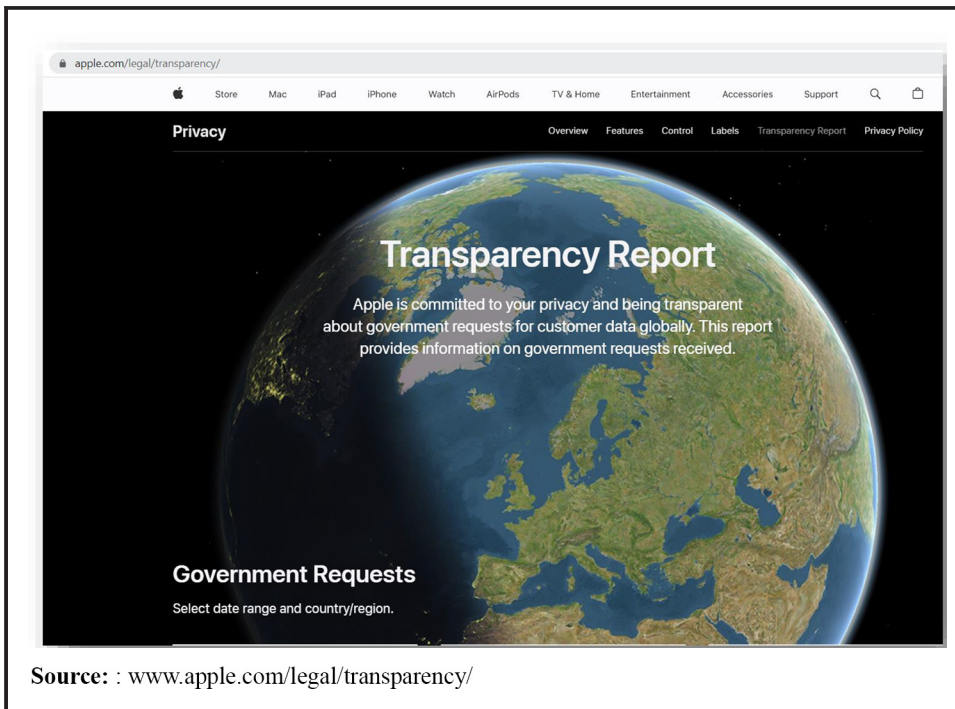 apple.com/legal/transparency/
Store Mac iPad iPhone Watch AirPods TV & Home Entertainment Accessories Support
Privacy Overview Features Control Labels Transparency Report Privacy Policy
Transparency Report
Apple is committed to your privacy and being transparent
about government requests for customer data globally. This report
provides information on government requests received.
Government Requests
Select date range and country/region.
Source: : www.apple.com/legal/transparency/